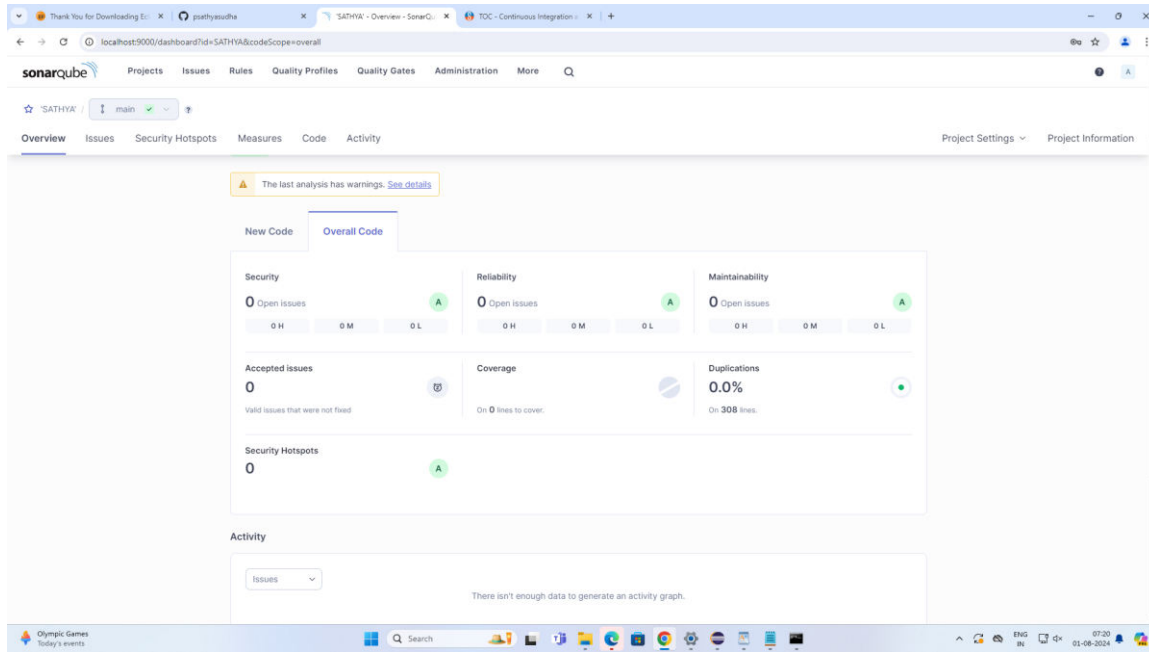 Thank You for Downloading Ec
psathyasudha
'SATHYA' - Overview - SonarQu
TOC - Continuous Integration a
localhost:9000/dashboard?id=SATHYA&codeScope=overall
sonarqube Projects Issues Rules Quality Profiles Quality Gates Administration More A
'SATHYA' / main
Overview Issues Security Hotspots Measures Code Activity Project Settings Project Information
The last analysis has warnings. See details
New Code Overall Code
Security Reliability Maintainability
0 Open issues A 0 Open issues A 0 Open issues A
0 H 0 M 0 L 0 H 0 M 0 L 0 H 0 M 0 L
Accepted issues Coverage Duplications
0 0.0%
Valid issues that were not fixed On 0 lines to cover. On 308 lines.
Security Hotspots
0 A
Activity
Issues
There isn't enough data to generate an activity graph.
Olympic Games Search ENG 07:20
Today's events IN 01-08-2024